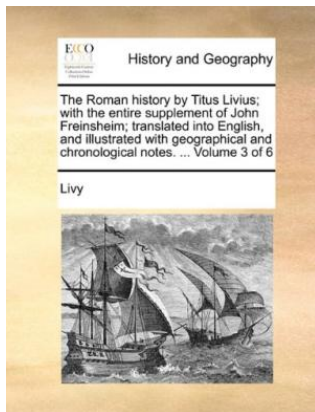 ECCO
History and Geography
The Roman history by Titus Livius;
with the entire supplement of John
Freinsheim; translated into English,
and illustrated with geographical and
chronological notes. ... Volume 3 of 6
Livy